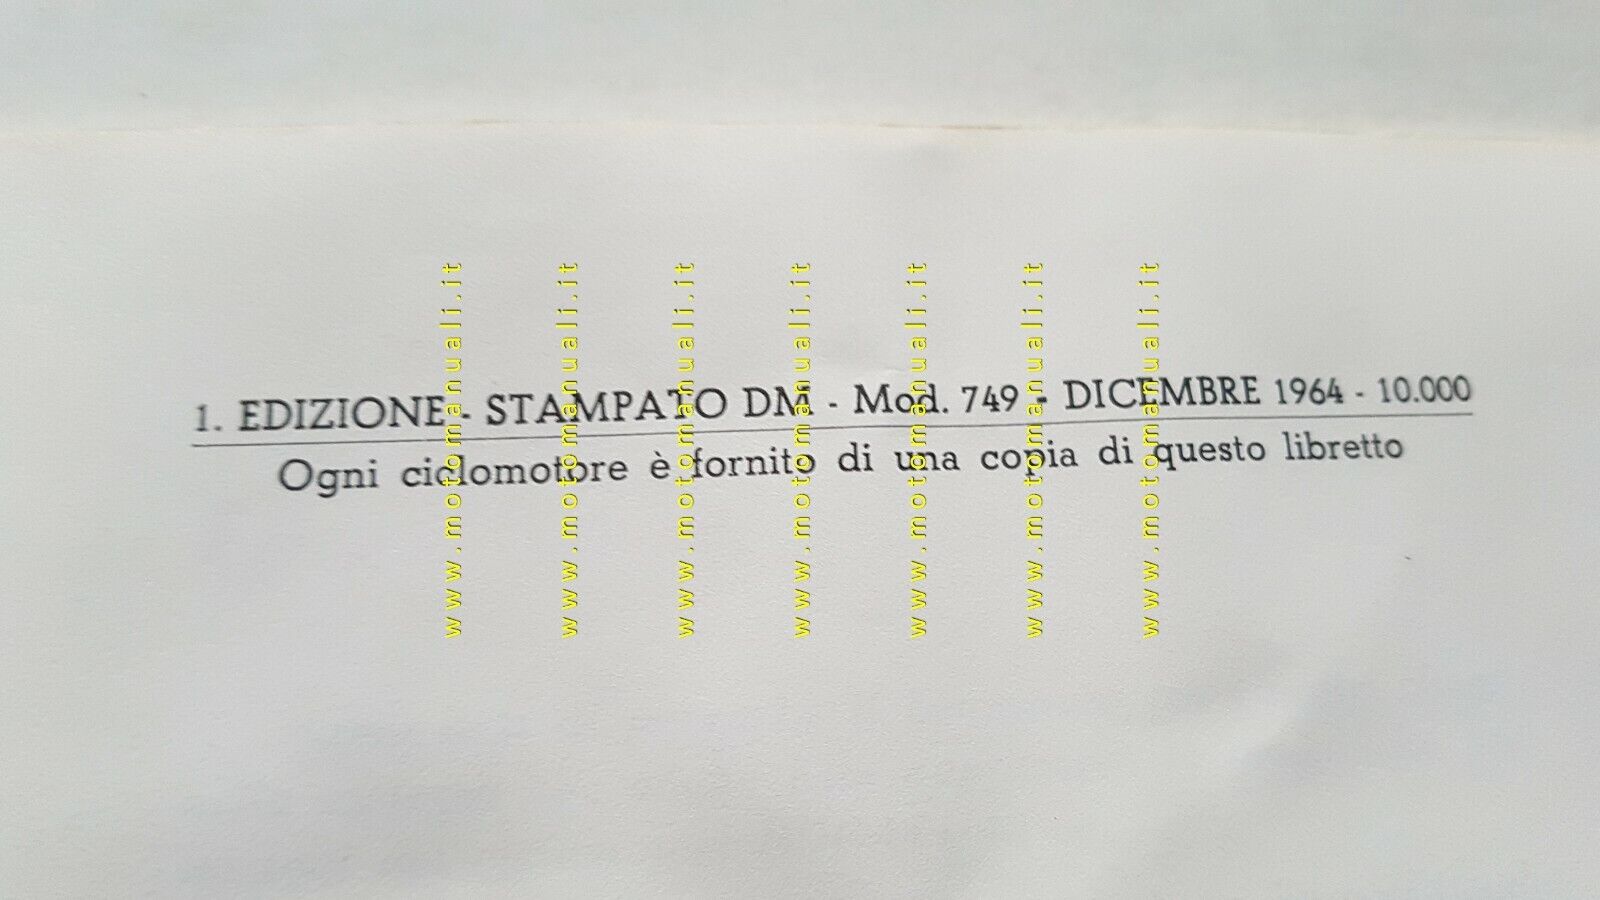 1. EDIZIONE - STAMPATO DM - Mod. 749 - DICEMBRE 1964 - 10.000
Ogni ciclomotore è fornito di una copia di questo libretto
www.motomanuali.it
www.motomanuali.it
www.motomanuali.it
www.motomanuali.it
www.motomanuali.it
www.motomanuali.it
www.motomanuali.it